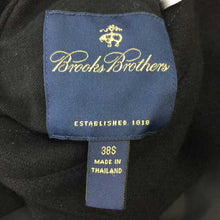 Brooks Brothers
ESTABLISHED 1818
38S
MADE IN
THAILAND